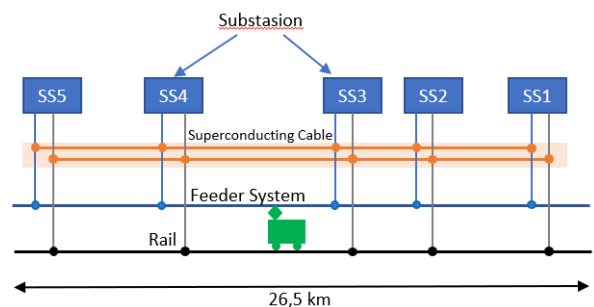 Substasion
SS5 SS4 SS3 SS2 SS1
Superconducting Cable
Feeder System
Rail
26,5 km